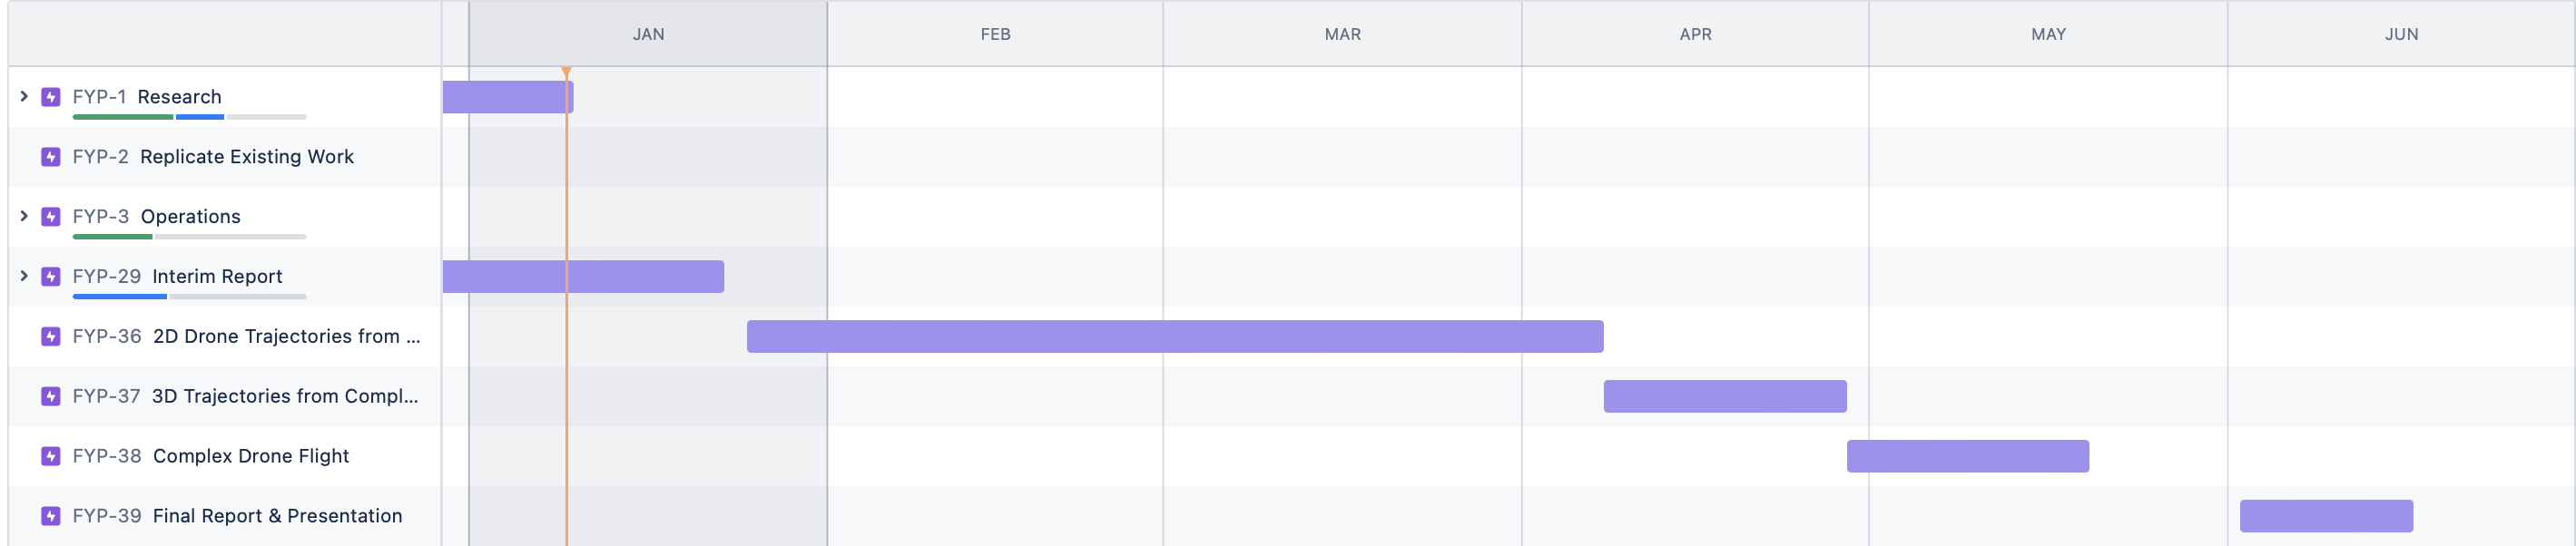 JAN FEB MAR APR MAY JUN
FYP-1 Research
FYP-2 Replicate Existing Work
FYP-3 Operations
FYP-29 Interim Report
FYP-36 2D Drone Trajectories from ...
FYP-37 3D Trajectories from Compl...
FYP-38 Complex Drone Flight
FYP-39 Final Report & Presentation